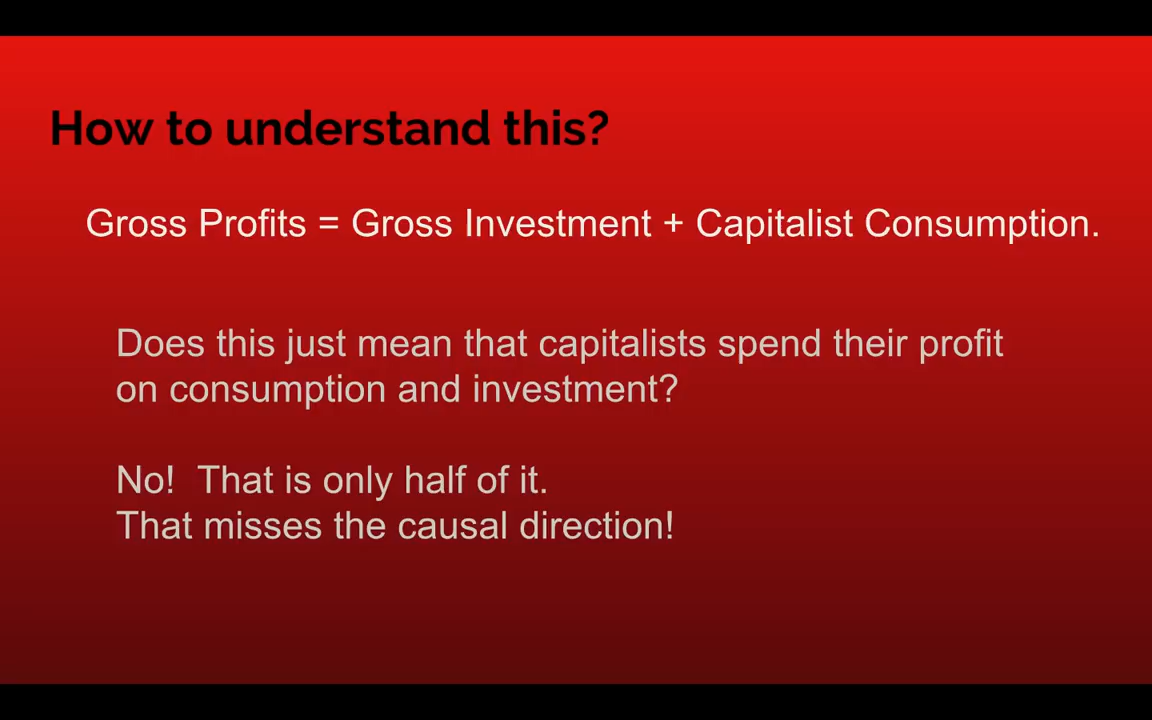 How to understand this?
Gross Profits = Gross Investment + Capitalist Consumption.
Does this just mean that capitalists spend their profit
on consumption and investment?
No!  That is only half of it.
That misses the causal direction!